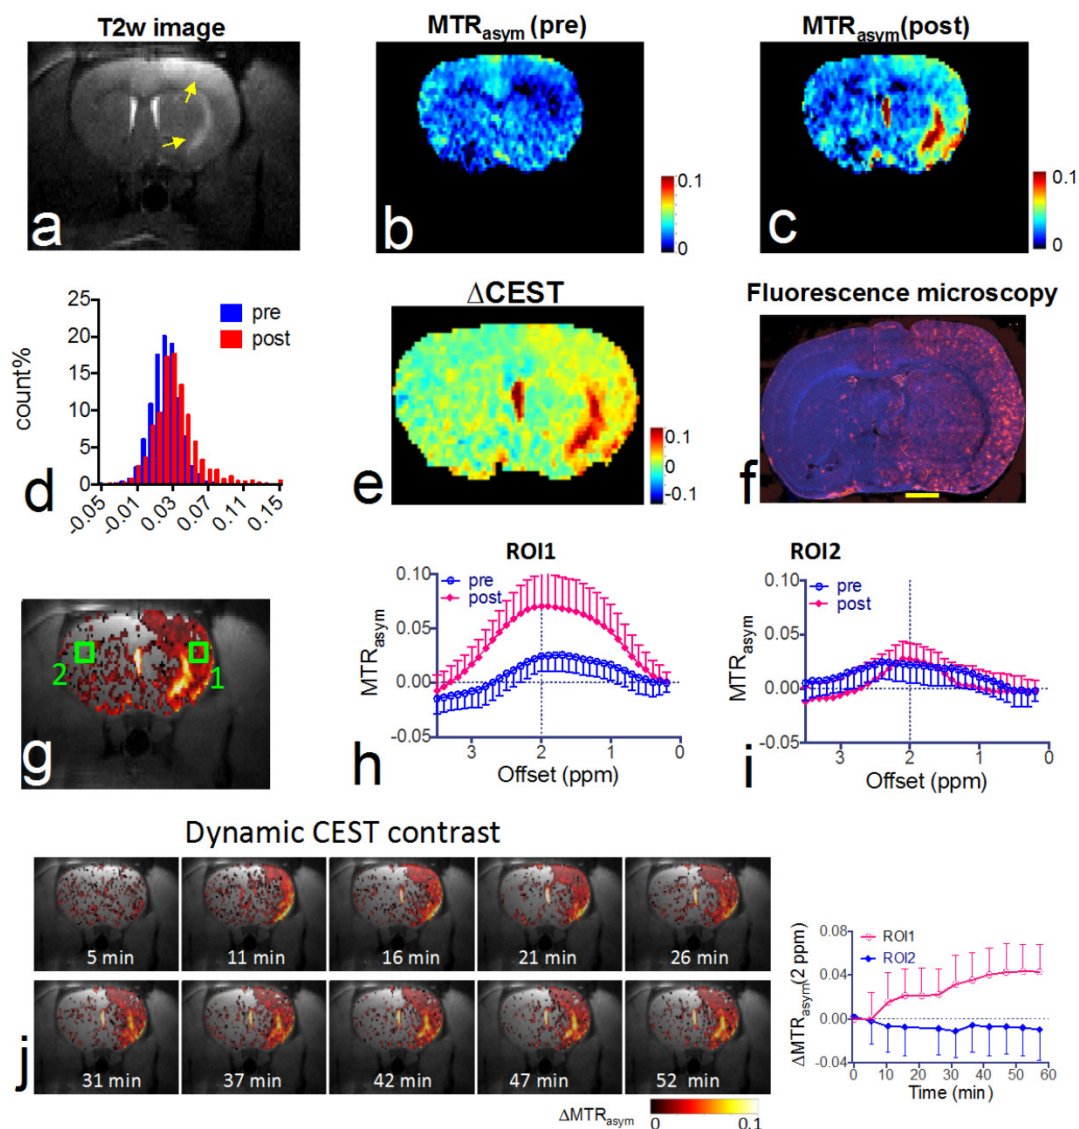 T2w image
MTRasym (pre)
MTRasym(post)
a
b
0.1
0
c
0.1
0
d
count%
25
20
15
10
5
0
pre
post
-0.05
-0.01
0.03
0.07
0.11
0.15
ΔCEST
e
0.1
0
-0.1
Fluorescence microscopy
f
g
2
1
ROI1
h
MTRasym
0.10
0.05
0.00
-0.05
pre
post
3
2
1
0
Offset (ppm)
ROI2
i
MTRasym
0.10
0.05
0.00
-0.05
pre
post
3
2
1
0
Offset (ppm)
Dynamic CEST contrast
j
5 min
11 min
16 min
21 min
26 min
31 min
37 min
42 min
47 min
52 min
ΔMTRasym
0
0.1
ΔMTRasym(2 ppm)
0.08
0.04
0.00
-0.04
ROI1
ROI2
0 10 20 30 40 50 60
Time (min)